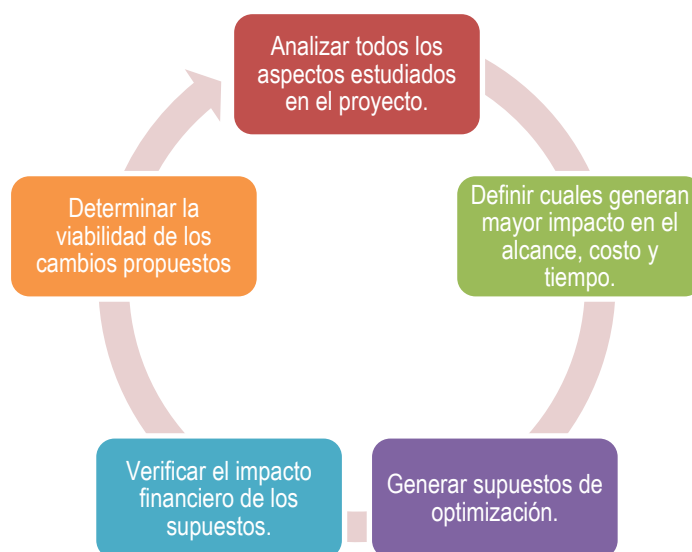 Analizar todos los
aspectos estudiados
en el proyecto.
Definir cuales generan
mayor impacto en el
alcance, costo y
tiempo.
Generar supuestos de
optimización.
Verificar el impacto
financiero de los
supuestos.
Determinar la
viabilidad de los
cambios propuestos